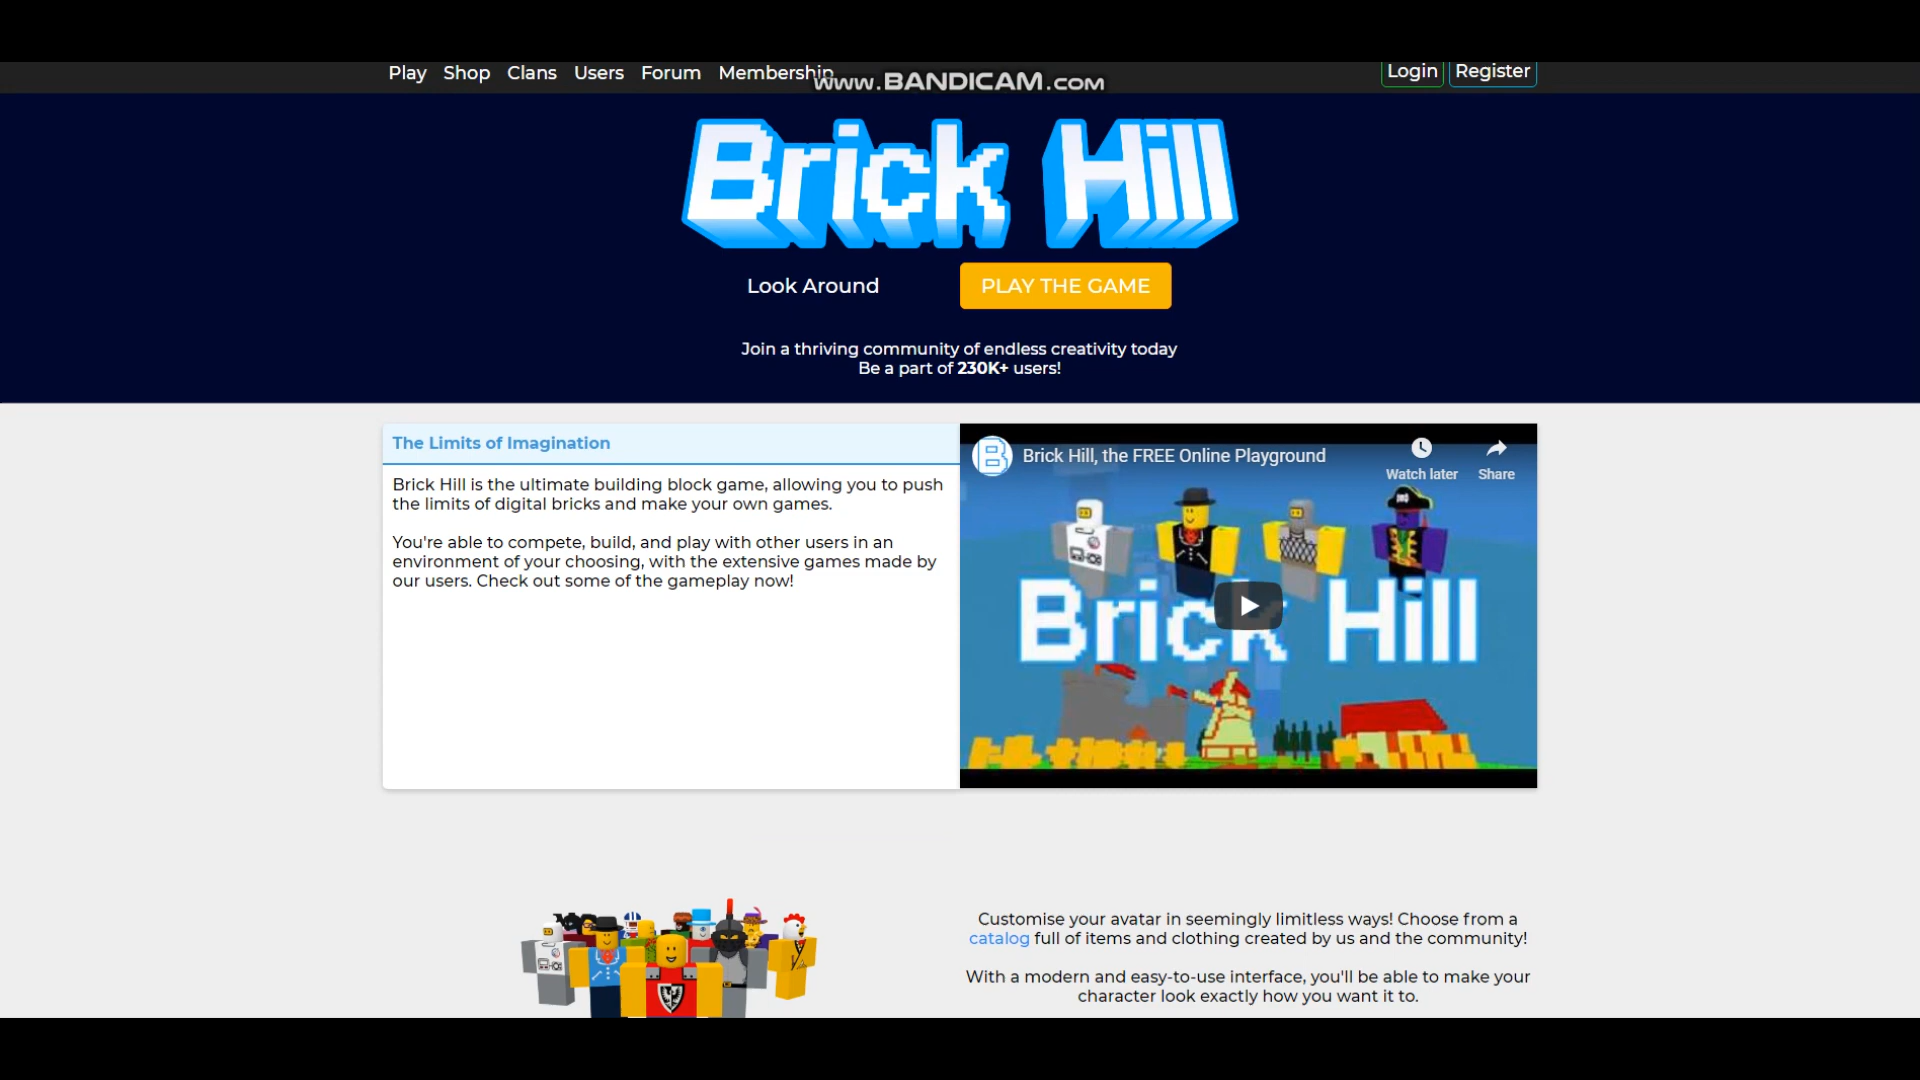 Play Shop Clans Users Forum Membership
www.BANDICAM.com
Login Register
Brick Hill
Look Around
PLAY THE GAME
Join a thriving community of endless creativity today
Be a part of 230K+ users!
The Limits of Imagination
Brick Hill is the ultimate building block game, allowing you to push
the limits of digital bricks and make your own games.
You're able to compete, build, and play with other users in an
environment of your choosing, with the extensive games made by
our users. Check out some of the gameplay now!
B
Brick Hill, the FREE Online Playground
Watch later
Share
Brick Hill
Customise your avatar in seemingly limitless ways! Choose from a
catalog full of items and clothing created by us and the community!
With a modern and easy-to-use interface, you'll be able to make your
character look exactly how you want it to.